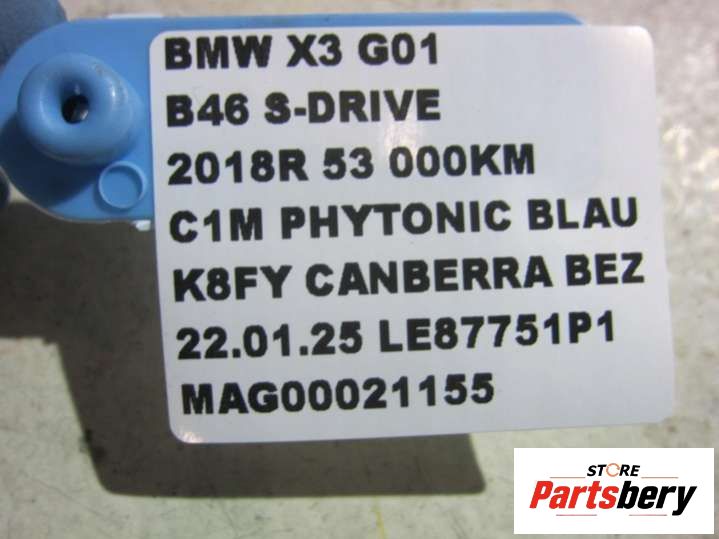 BMW X3 G01
B46 S-DRIVE
2018R 53 000KM
C1M PHYTONIC BLAU
K8FY CANBERRA BEZ
22.01.25 LE87751P1
MAG00021155
STORE
Partsbery